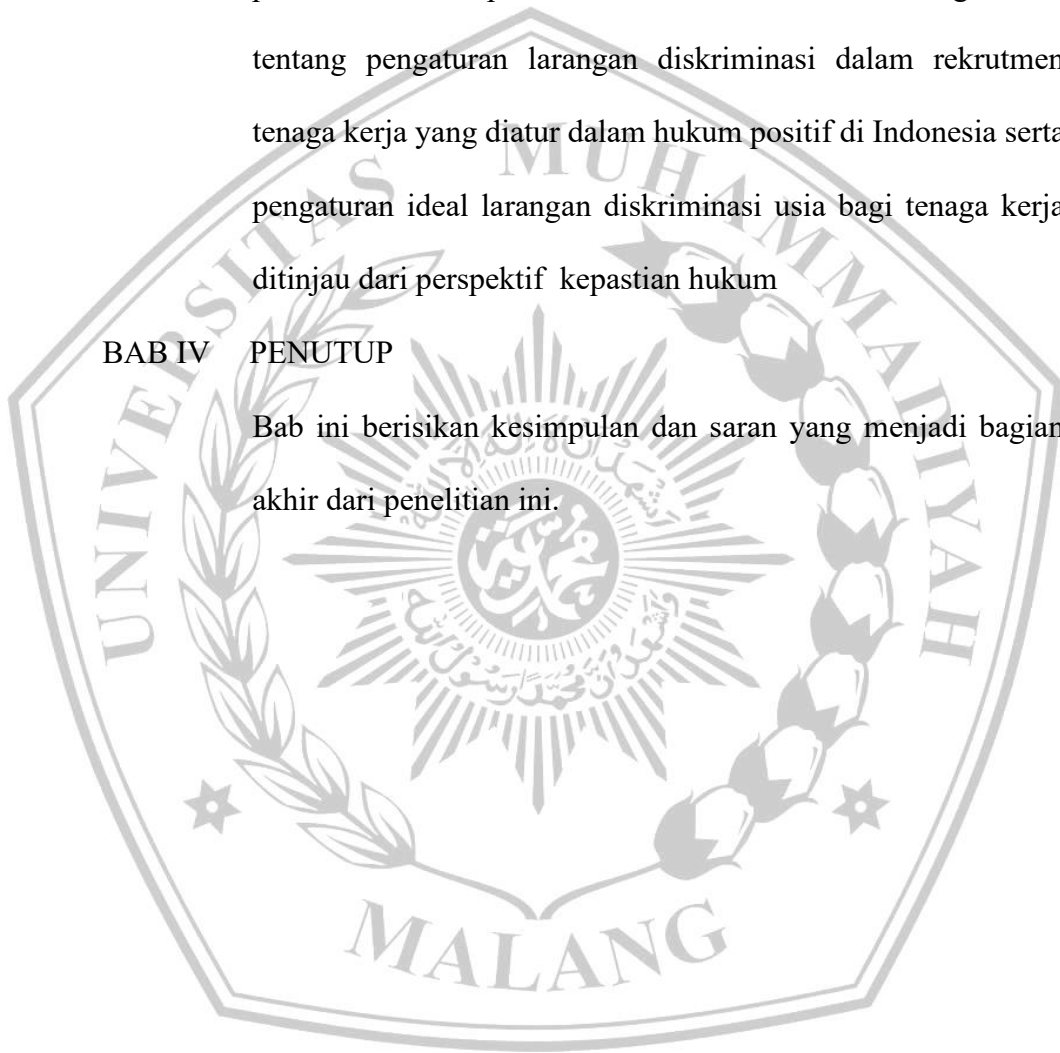 tentang pengaturan larangan diskriminasi dalam rekrutmen
tenaga kerja yang diatur dalam hukum positif di Indonesia serta
pengaturan ideal larangan diskriminasi usia bagi tenaga kerja
ditinjau dari perspektif kepastian hukum
BAB IV PENUTUP
Bab ini berisikan kesimpulan dan saran yang menjadi bagian
akhir dari penelitian ini.
UNIVERSITAS MUHAMMADIYAH
MALANG